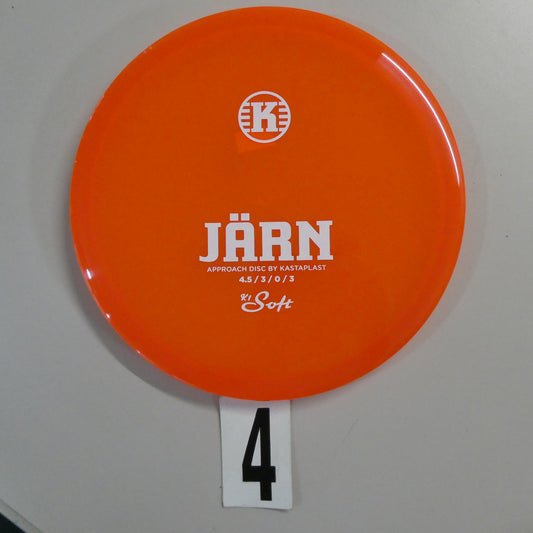 K
JÄRN
APPROACH DISC BY KASTAPLAST
4.5 / 3 / 0 / 3
K1 Soft
4